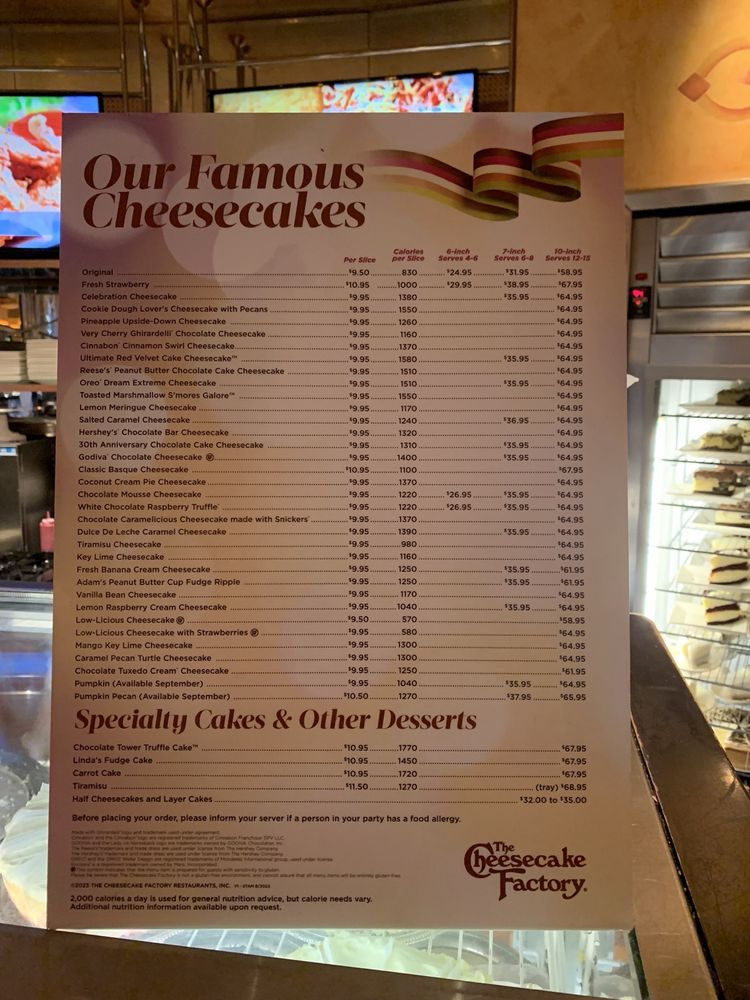 Our Famous
Cheesecakes
Per Slice Calories per Slice 6-inch Serves 4-6 7-inch Serves 6-8 10-inch Serves 12-15
Original $9.50 830 $24.95 $31.95 $58.95
Fresh Strawberry $10.95 1000 $29.95 $38.95 $67.95
Celebration Cheesecake $9.95 1380 $35.95 $64.95
Cookie Dough Lover's Cheesecake with Pecans $9.95 1550 $64.95
Pineapple Upside-Down Cheesecake $9.95 1260 $64.95
Very Cherry Ghirardelli® Chocolate Cheesecake $9.95 1160 $64.95
Cinnabon® Cinnamon Swirl Cheesecake $9.95 1370 $64.95
Ultimate Red Velvet Cake Cheesecake™ $9.95 1580 $35.95 $64.95
Reese's® Peanut Butter Chocolate Cake Cheesecake $9.95 1510 $64.95
Oreo® Dream Extreme Cheesecake $9.95 1510 $35.95 $64.95
Toasted Marshmallow S'mores Galore™ $9.95 1550 $64.95
Lemon Meringue Cheesecake $9.95 1170 $64.95
Salted Caramel Cheesecake $9.95 1240 $36.95 $64.95
Hershey's® Chocolate Bar Cheesecake $9.95 1320 $64.95
30th Anniversary Chocolate Cake Cheesecake $9.95 1310 $35.95 $64.95
Godiva® Chocolate Cheesecake $9.95 1400 $35.95 $64.95
Classic Basque Cheesecake $10.95 1100 $67.95
Coconut Cream Pie Cheesecake $9.95 1370 $64.95
Chocolate Mousse Cheesecake $9.95 1220 $26.95 $35.95 $64.95
White Chocolate Raspberry Truffle® $9.95 1220 $26.95 $35.95 $64.95
Chocolate Caramelicious Cheesecake made with Snickers® $9.95 1370 $64.95
Dulce De Leche Caramel Cheesecake $9.95 1390 $35.95 $64.95
Tiramisu Cheesecake $9.95 980 $64.95
Key Lime Cheesecake $9.95 1160 $64.95
Fresh Banana Cream Cheesecake $9.95 1250 $35.95 $61.95
Adam's Peanut Butter Cup Fudge Ripple $9.95 1250 $35.95 $61.95
Vanilla Bean Cheesecake $9.95 1170 $64.95
Lemon Raspberry Cream Cheesecake $9.95 1040 $35.95 $64.95
Low-Licious Cheesecake $9.50 570 $58.95
Low-Licious Cheesecake with Strawberries $9.95 580 $64.95
Mango Key Lime Cheesecake $9.95 1300 $64.95
Caramel Pecan Turtle Cheesecake $9.95 1300 $64.95
Chocolate Tuxedo Cream® Cheesecake $9.95 1250 $61.95
Pumpkin (Available September) $9.95 1040 $35.95 $64.95
Pumpkin Pecan (Available September) $10.50 1270 $37.95 $65.95
Specialty Cakes & Other Desserts
Chocolate Tower Truffle Cake™ $10.95 1770 $67.95
Linda's Fudge Cake $10.95 1450 $67.95
Carrot Cake $10.95 1720 $67.95
Tiramisu $11.50 1270 (tray) $68.95
Half Cheesecakes and Layer Cakes $32.00 to $35.00
Before placing your order, please inform your server if a person in your party has a food allergy.
©2023 THE CHEESECAKE FACTORY RESTAURANTS, INC.
2,000 calories a day is used for general nutrition advice, but calorie needs vary.
Additional nutrition information available upon request.
The
Cheesecake
Factory®